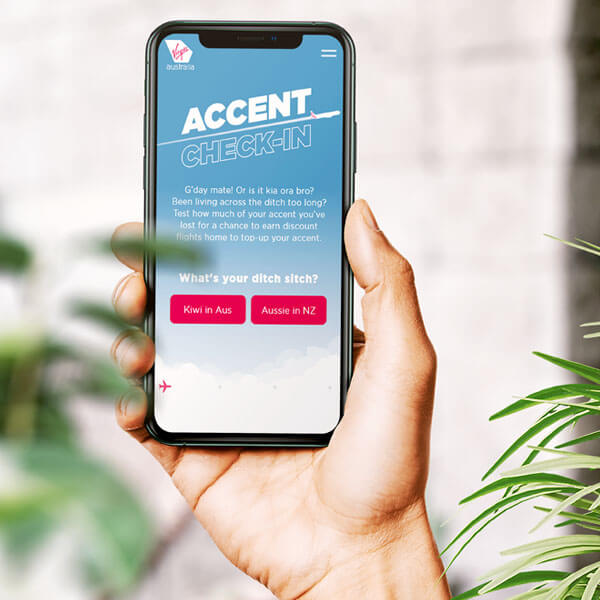 Virgin
australia
ACCENT
CHECK-IN
G'day mate! Or is it kia ora bro?
Been living across the ditch too long?
Test how much of your accent you've
lost for a chance to earn discount
flights home to top-up your accent.
What's your ditch sitch?
Kiwi in Aus
Aussie in NZ